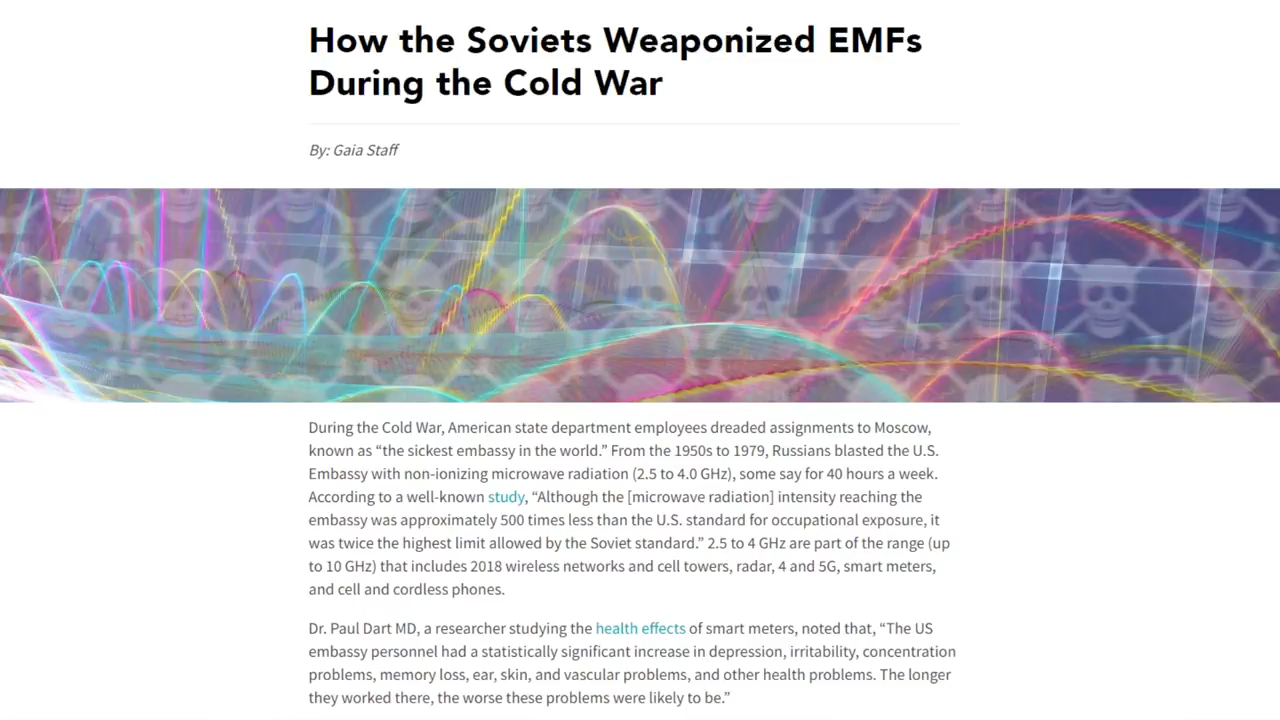 How the Soviets Weaponized EMFs
During the Cold War
By: Gaia Staff
During the Cold War, American state department employees dreaded assignments to Moscow,
known as “the sickest embassy in the world.” From the 1950s to 1979, Russians blasted the U.S.
Embassy with non-ionizing microwave radiation (2.5 to 4.0 GHz), some say for 40 hours a week.
According to a well-known study, “Although the [microwave radiation] intensity reaching the
embassy was approximately 500 times less than the U.S. standard for occupational exposure, it
was twice the highest limit allowed by the Soviet standard.” 2.5 to 4 GHz are part of the range (up
to 10 GHz) that includes 2018 wireless networks and cell towers, radar, 4 and 5G, smart meters,
and cell and cordless phones.
Dr. Paul Dart MD, a researcher studying the health effects of smart meters, noted that, “The US
embassy personnel had a statistically significant increase in depression, irritability, concentration
problems, memory loss, ear, skin, and vascular problems, and other health problems. The longer
they worked there, the worse these problems were likely to be.”